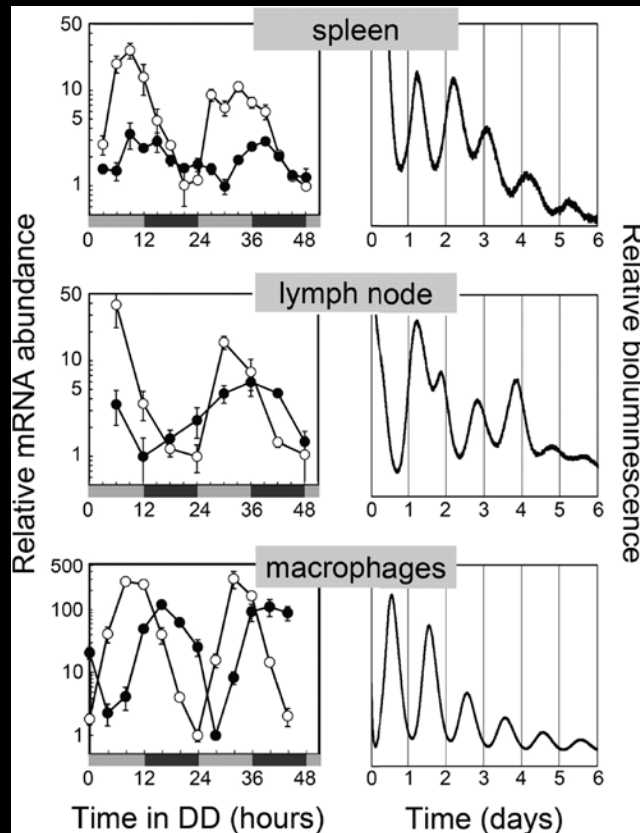 spleen
50
10
5
1
0 12 24 36 48
0 1 2 3 4 5 6
lymph node
50
10
5
1
0 12 24 36 48
0 1 2 3 4 5 6
macrophages
500
100
10
1
0 12 24 36 48
0 1 2 3 4 5 6
Relative mRNA abundance
Relative bioluminescence
Time in DD (hours)
Time (days)